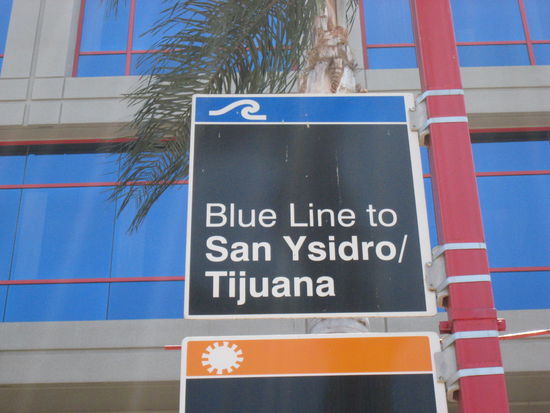 Blue Line to
San Ysidro/
Tijuana